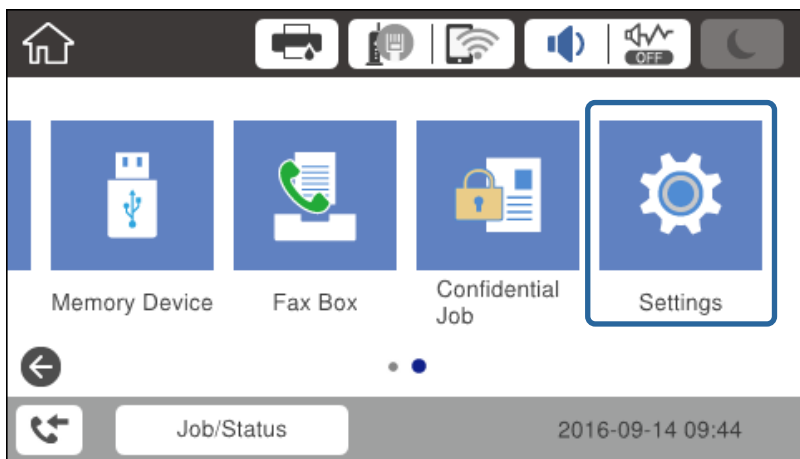 OFF
Memory Device
Fax Box
Confidential
Job
Settings
Job/Status
2016-09-14 09:44